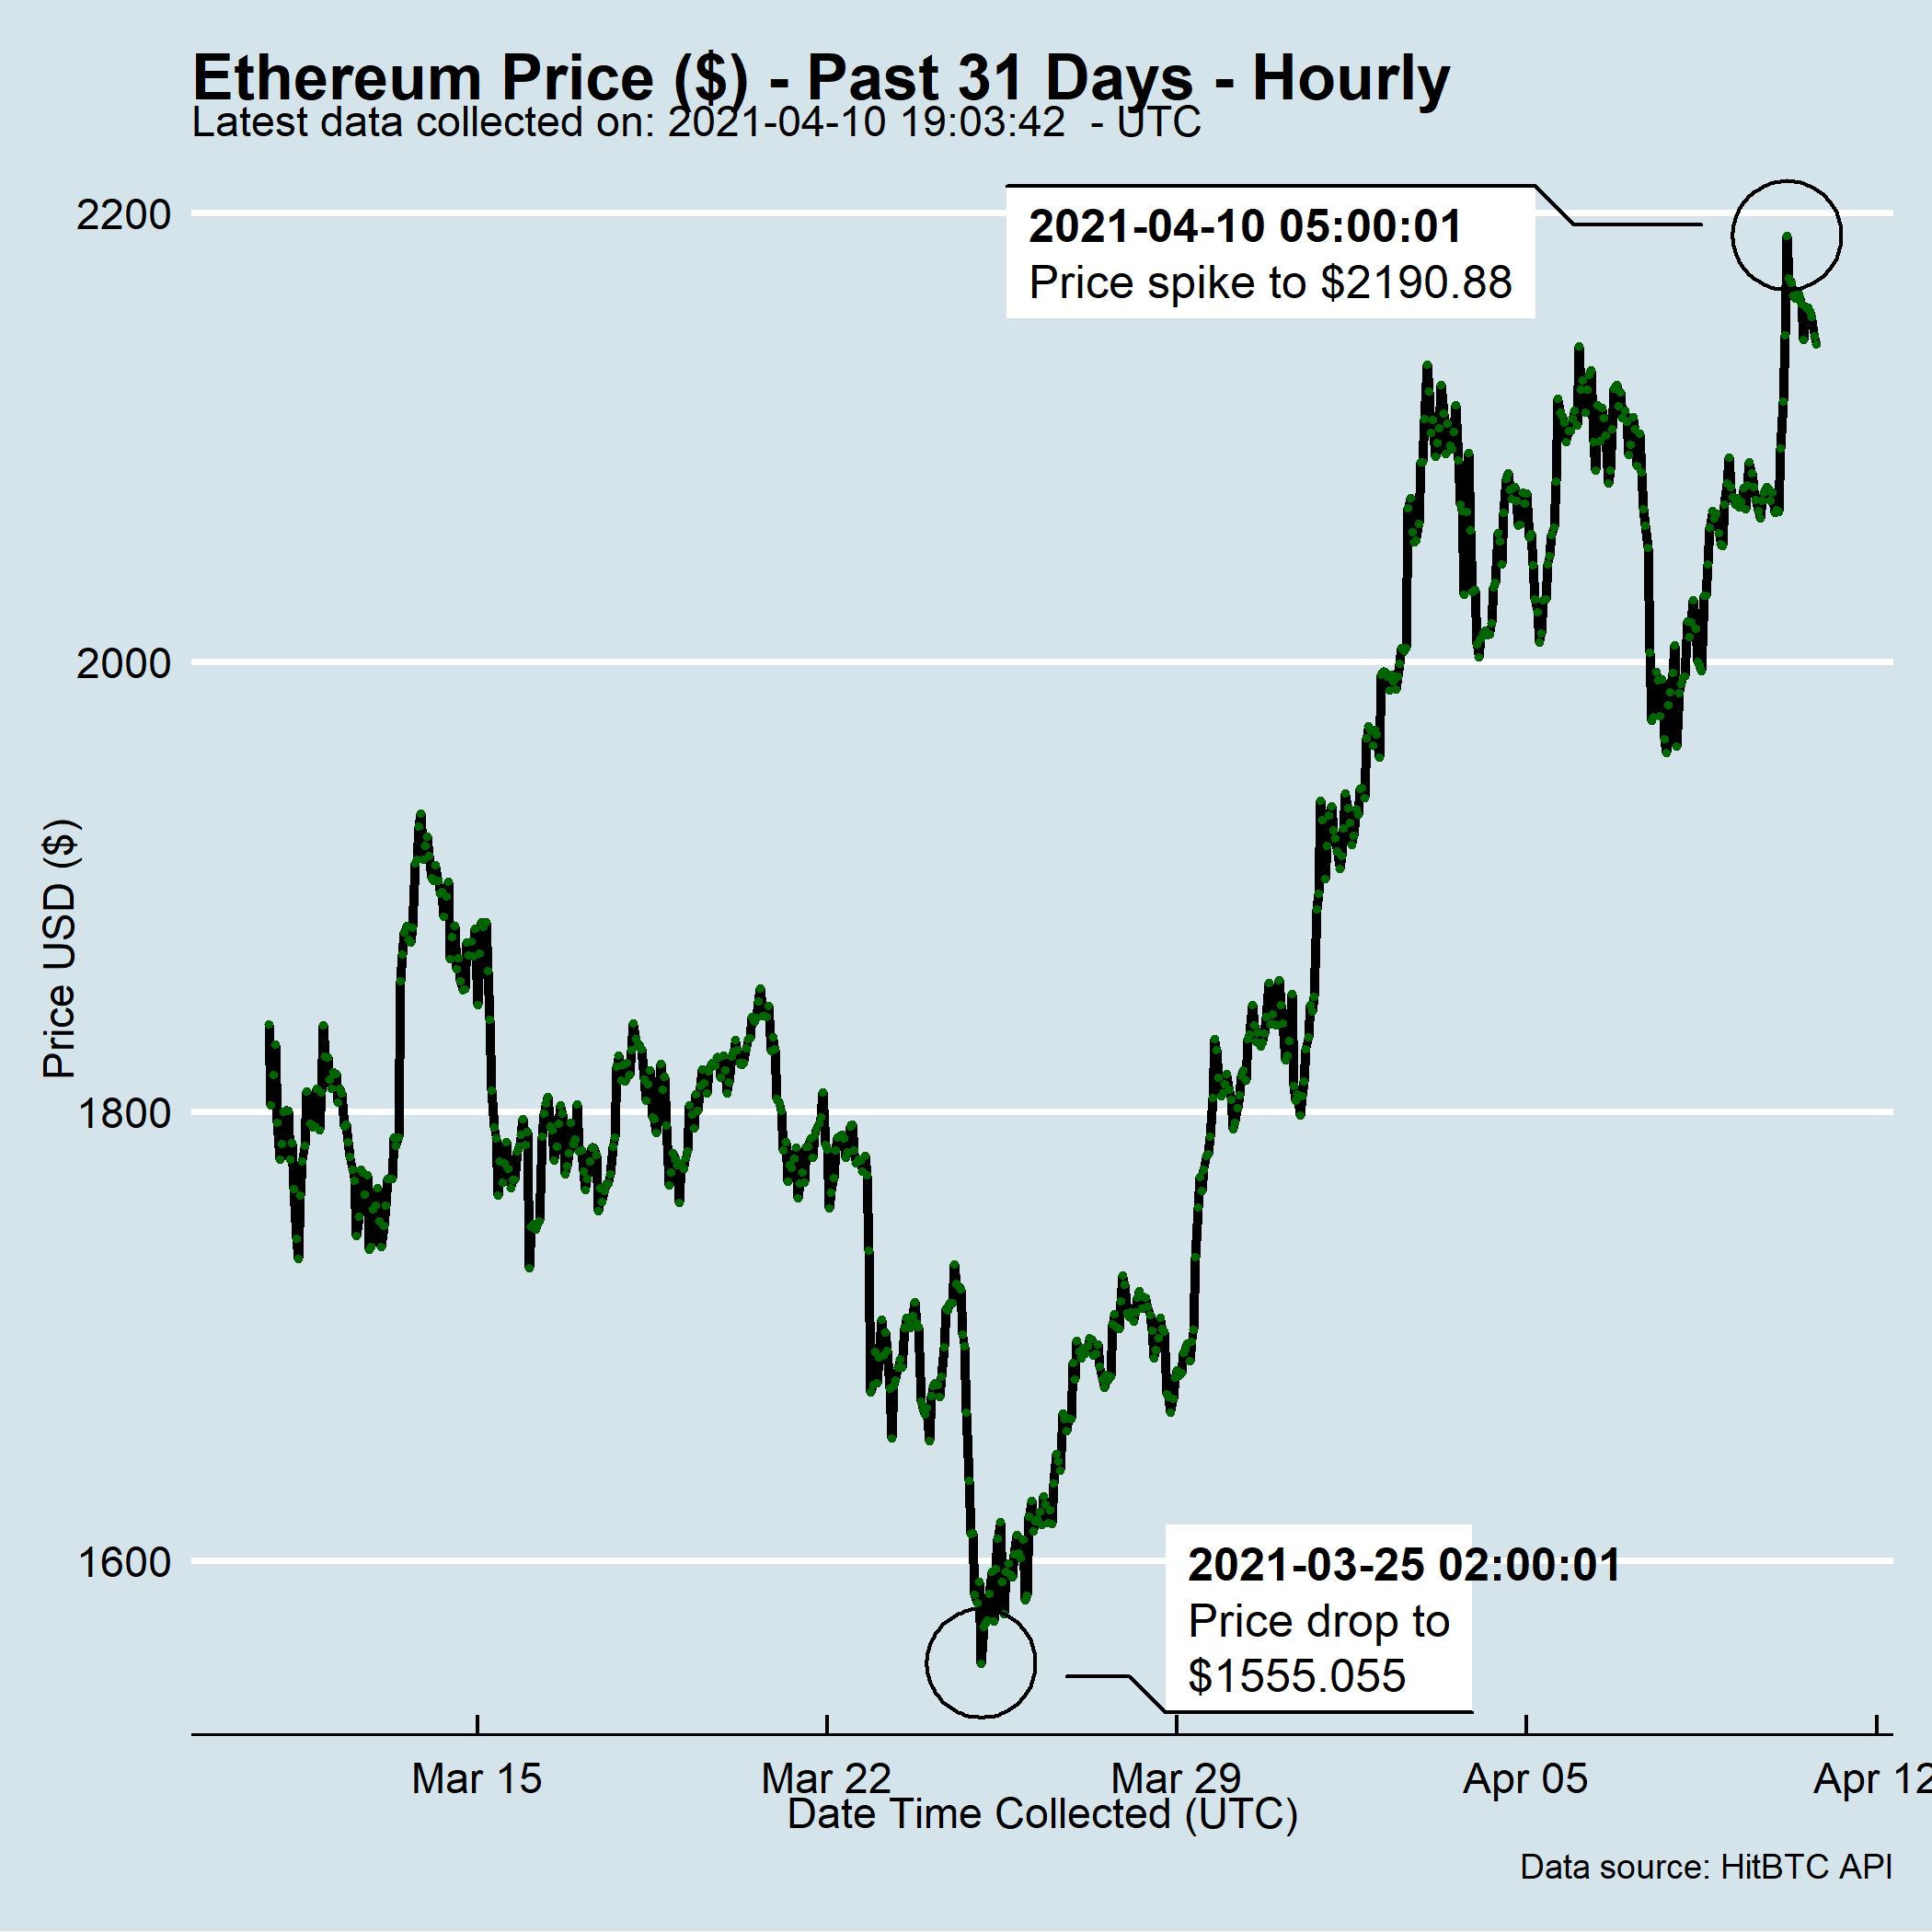 Ethereum Price ($) - Past 31 Days - Hourly
Latest data collected on: 2021-04-10 19:03:42  - UTC
2200
2021-04-10 05:00:01
Price spike to $2190.88
2000
Price USD ($)
1800
1600
2021-03-25 02:00:01
Price drop to
$1555.055
Mar 15
Mar 22
Mar 29
Apr 05
Apr 12
Date Time Collected (UTC)
Data source: HitBTC API